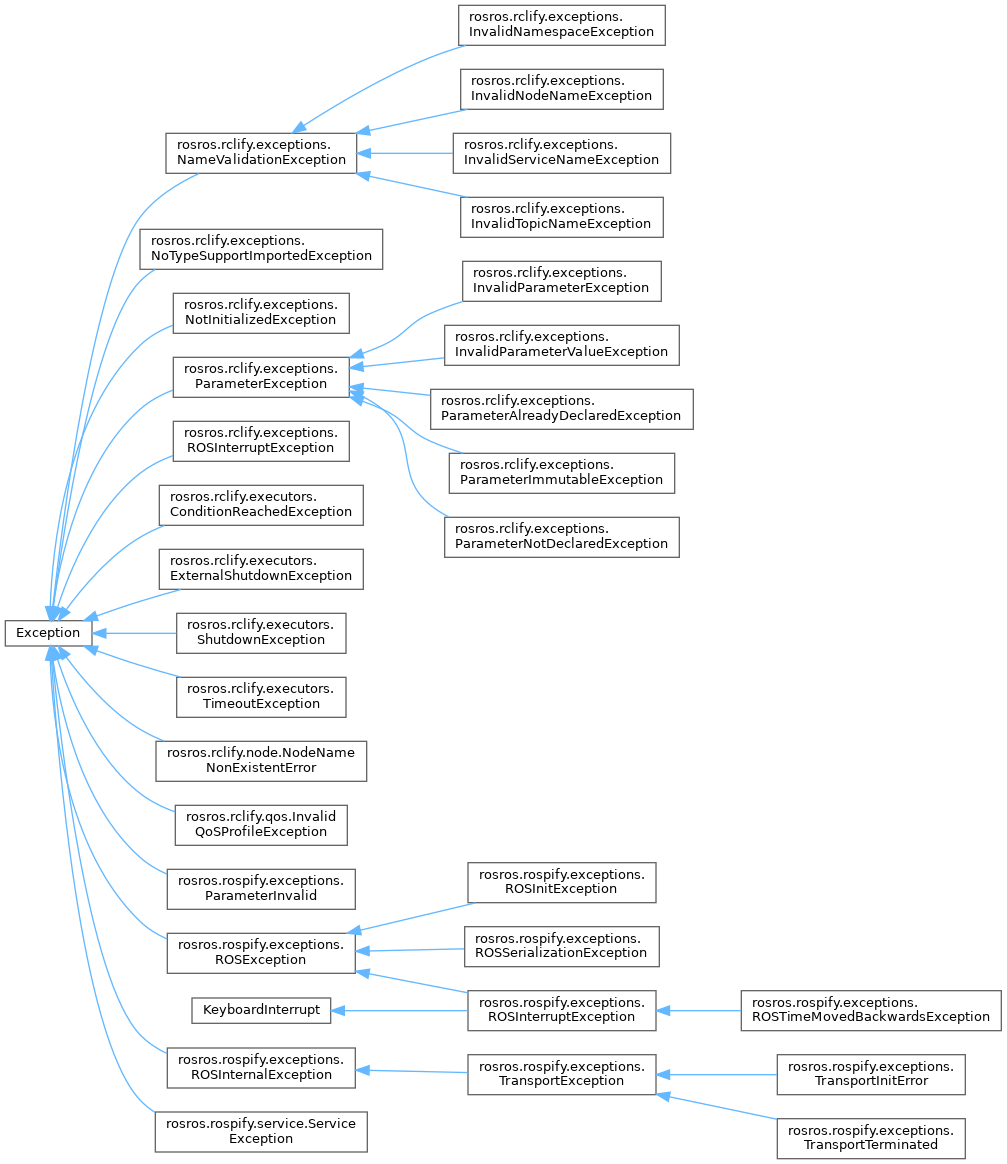 rosros.rclify.exceptions.
InvalidNamespaceException
rosros.rclify.exceptions.
InvalidNodeNameException
rosros.rclify.exceptions.
NameValidationException
rosros.rclify.exceptions.
InvalidServiceNameException
rosros.rclify.exceptions.
InvalidTopicNameException
rosros.rclify.exceptions.
NoTypeSupportImportedException
rosros.rclify.exceptions.
InvalidParameterException
rosros.rclify.exceptions.
NotInitializedException
rosros.rclify.exceptions.
InvalidParameterValueException
rosros.rclify.exceptions.
ParameterException
rosros.rclify.exceptions.
ParameterAlreadyDeclaredException
rosros.rclify.exceptions.
ROSInterruptException
rosros.rclify.exceptions.
ParameterImmutableException
rosros.rclify.executors.
ConditionReachedException
rosros.rclify.exceptions.
ParameterNotDeclaredException
rosros.rclify.executors.
ExternalShutdownException
Exception
rosros.rclify.executors.
ShutdownException
rosros.rclify.executors.
TimeoutException
rosros.rclify.node.NodeName
NonExistentError
rosros.rclify.qos.Invalid
QoSProfileException
rosros.rospify.exceptions.
ParameterInvalid
rosros.rospify.exceptions.
ROSInitException
rosros.rospify.exceptions.
ROSException
rosros.rospify.exceptions.
ROSSerializationException
KeyboardInterrupt
rosros.rospify.exceptions.
ROSInterruptException
rosros.rospify.exceptions.
ROSTimeMovedBackwardsException
rosros.rospify.exceptions.
ROSInternalException
rosros.rospify.exceptions.
TransportException
rosros.rospify.exceptions.
TransportInitError
rosros.rospify.service.Service
Exception
rosros.rospify.exceptions.
TransportTerminated